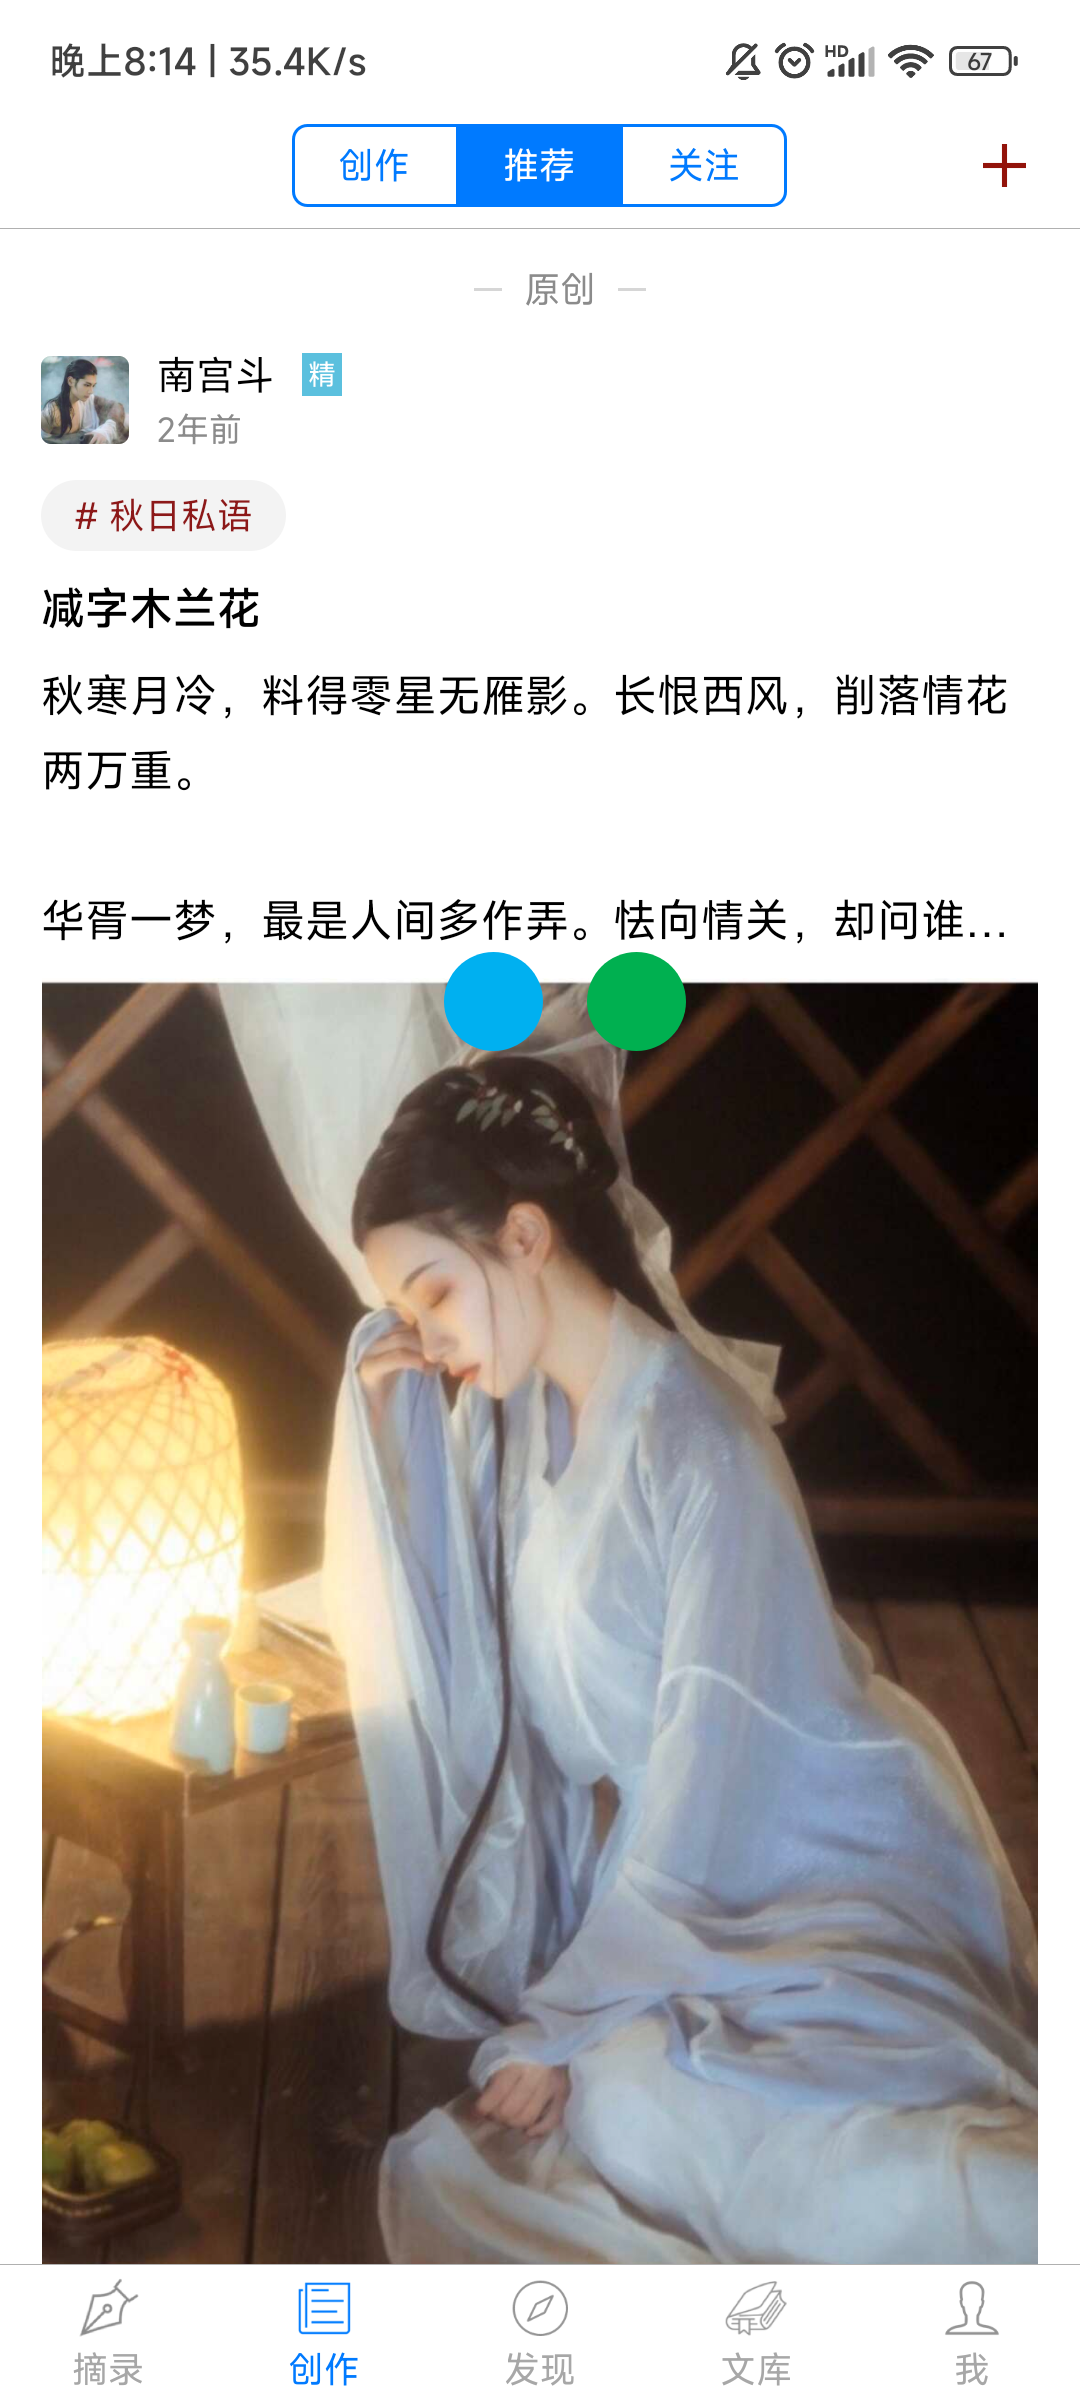 晚上8:14 | 35.4K/s HD 67
创作 推荐 关注
原创
南宫斗 精
2年前
# 秋日私语
减字木兰花
秋寒月冷，料得零星无雁影。长恨西风，削落情花
两万重。
华胥一梦，最是人间多作弄。怯向情关，却问谁...
摘录 创作 发现 文库 我